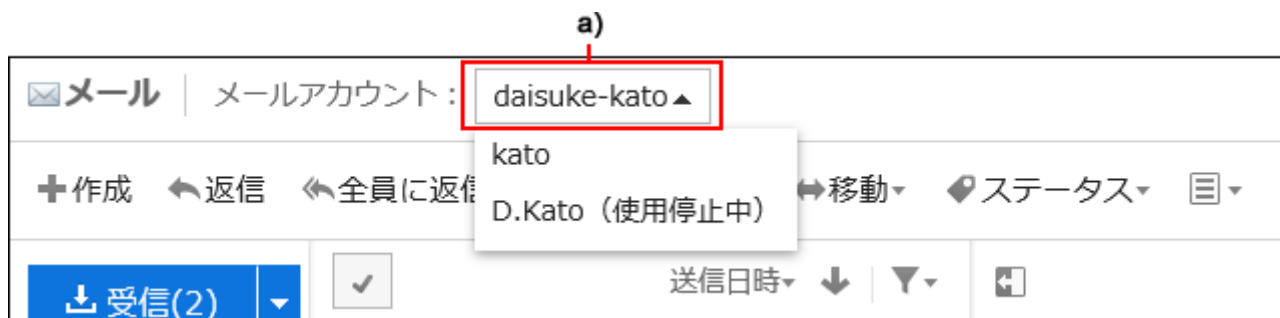 a)
メール メールアカウント： daisuke-kato
kato
作成 返信 全員に返信 移動 ステータス
D.Kato（使用停止中）
受信(2) 送信日時